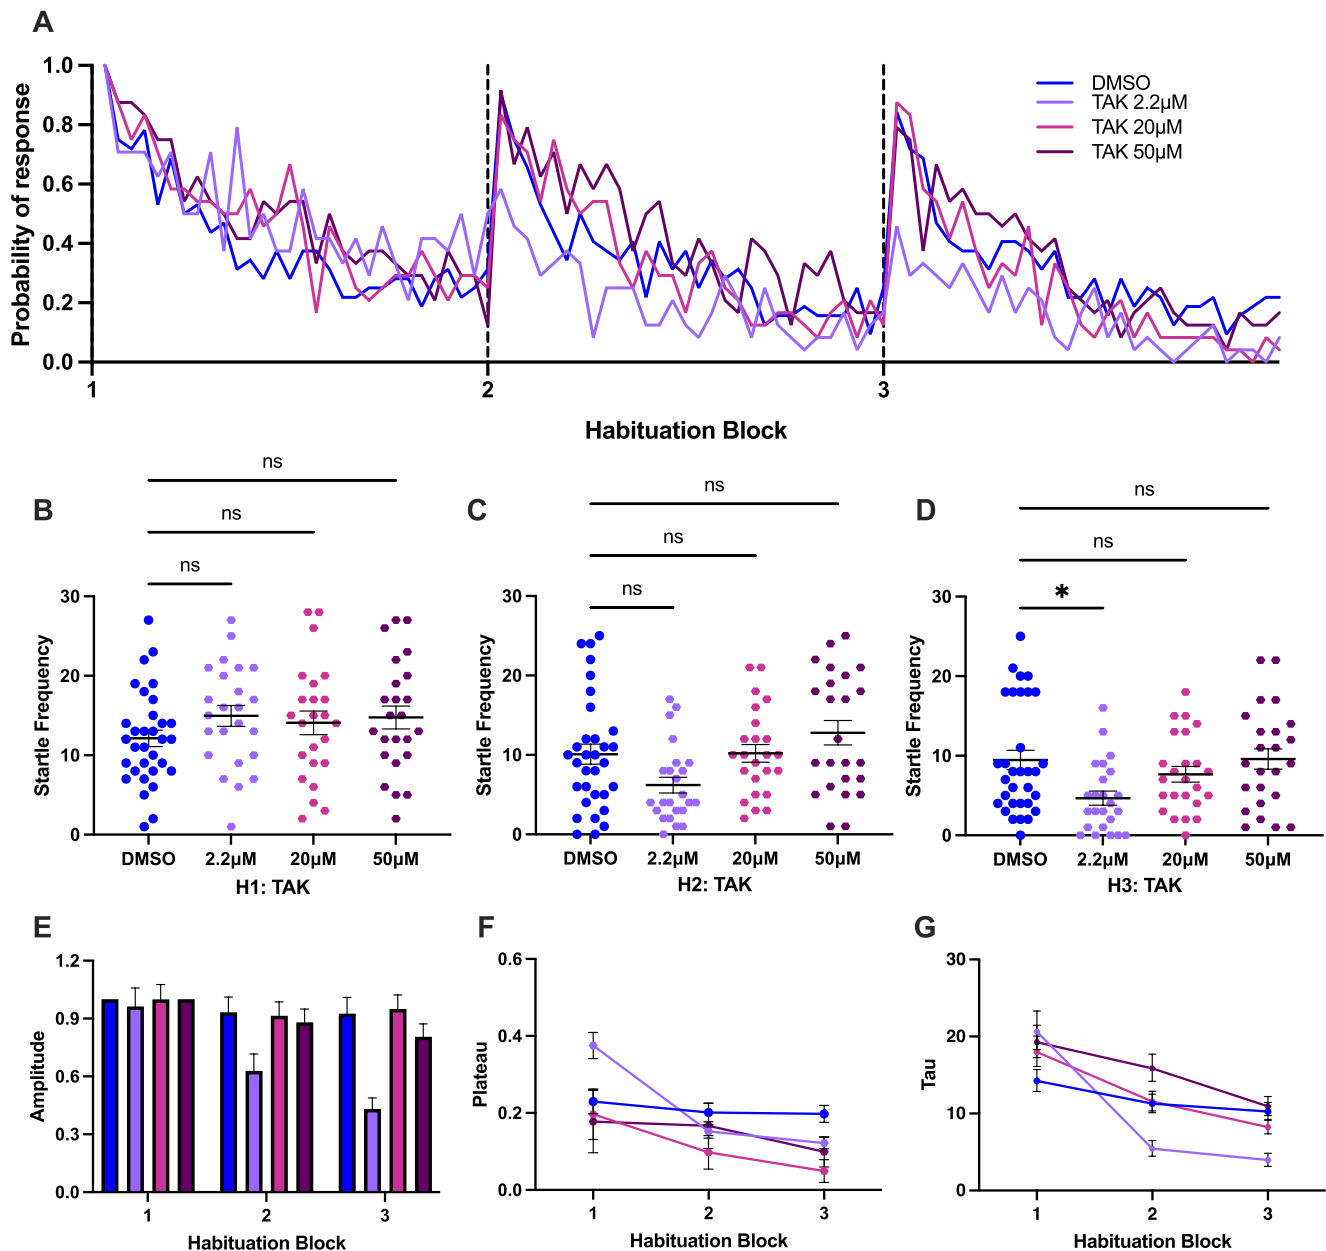 A
Probability of response
1.0
0.8
0.6
0.4
0.2
0.0
1
2
3
Habituation Block
DMSO
TAK 2.2µM
TAK 20µM
TAK 50µM
B
ns
ns
ns
Startle Frequency
30
20
10
0
DMSO
2.2µM
20µM
50µM
H1: TAK
C
ns
ns
ns
Startle Frequency
30
20
10
0
DMSO
2.2µM
20µM
50µM
H2: TAK
D
ns
ns
*
Startle Frequency
30
20
10
0
DMSO
2.2µM
20µM
50µM
H3: TAK
E
Amplitude
1.2
0.9
0.6
0.3
0.0
1
2
3
Habituation Block
F
Plateau
0.6
0.4
0.2
0.0
1
2
3
Habituation Block
G
Tau
30
20
10
0
1
2
3
Habituation Block